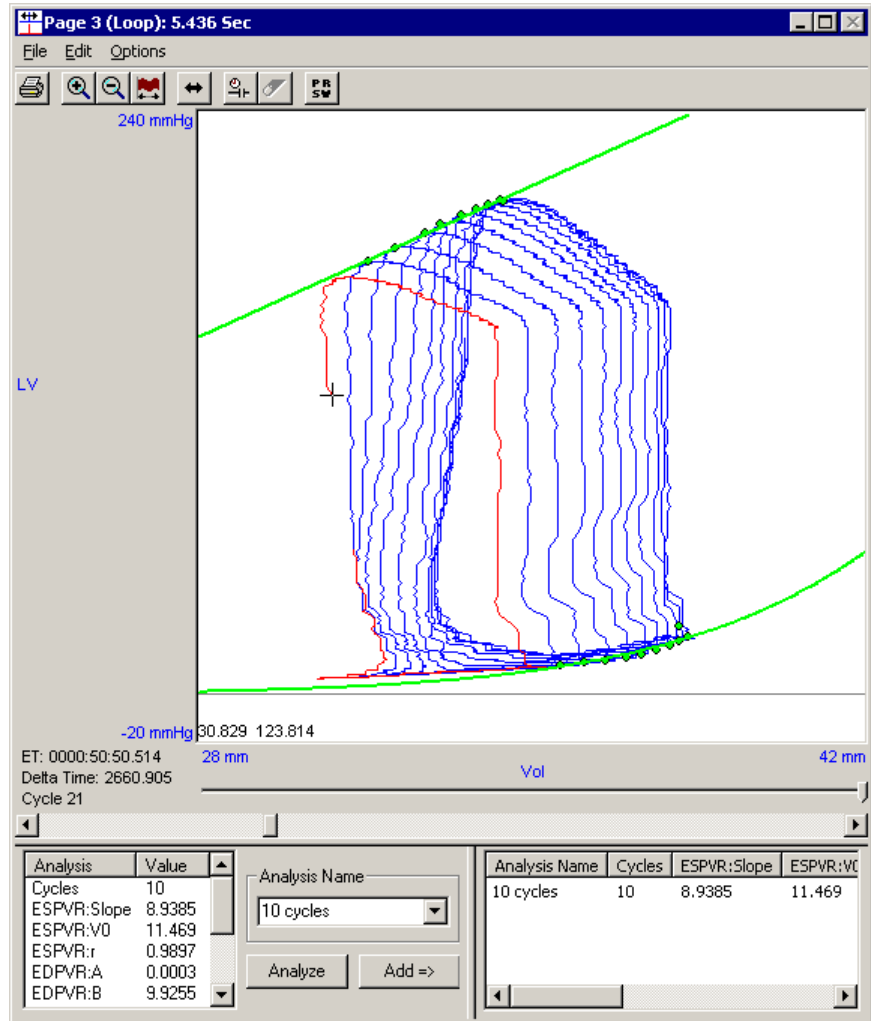 Page 3 (Loop): 5.436 Sec
File Edit Options
PR
SW
240 mmHg
LV
-20 mmHg
30.829 123.814
28 mm
Vol
42 mm
ET: 0000:50:50.514
Delta Time: 2660.905
Cycle 21
Analysis Value
Cycles 10
ESPVR:Slope 8.9385
ESPVR:V0 11.469
ESPVR:r 0.9897
EDPVR:A 0.0003
EDPVR:B 9.9255
Analysis Name
10 cycles
Analyze
Add =>
Analysis Name Cycles ESPVR:Slope ESPVR:V0
10 cycles 10 8.9385 11.469